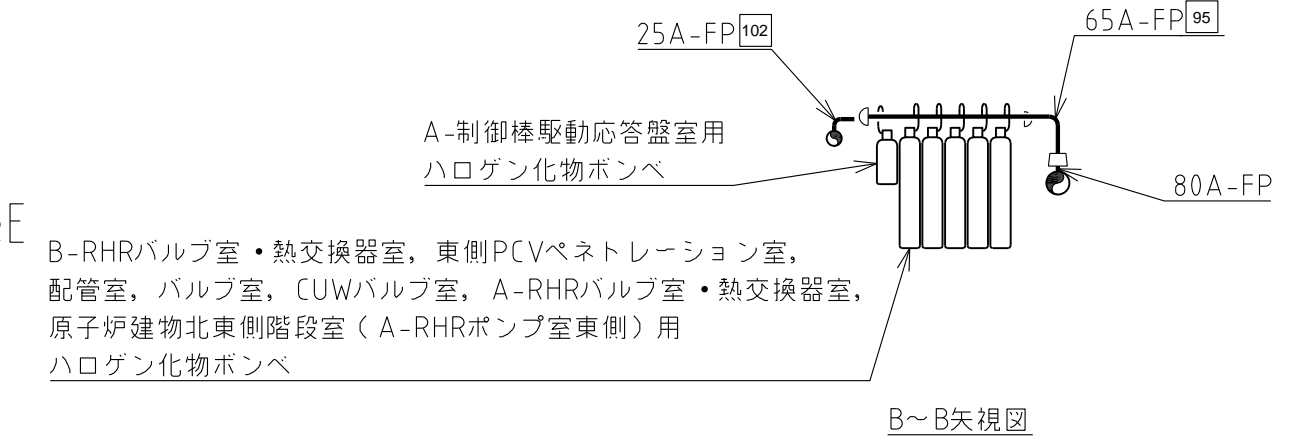 25A-FP 102
65A-FP 95
A-制御棒駆動応答盤室用
ハロゲン化物ボンベ
80A-FP
E
B-RHRバルブ室・熱交換器室, 東側PCVペネトレーション室,
配管室, バルブ室, CUWバルブ室, A-RHRバルブ室・熱交換器室,
原子炉建物北東側階段室（A-RHRポンプ室東側）用
ハロゲン化物ボンベ
B～B矢視図